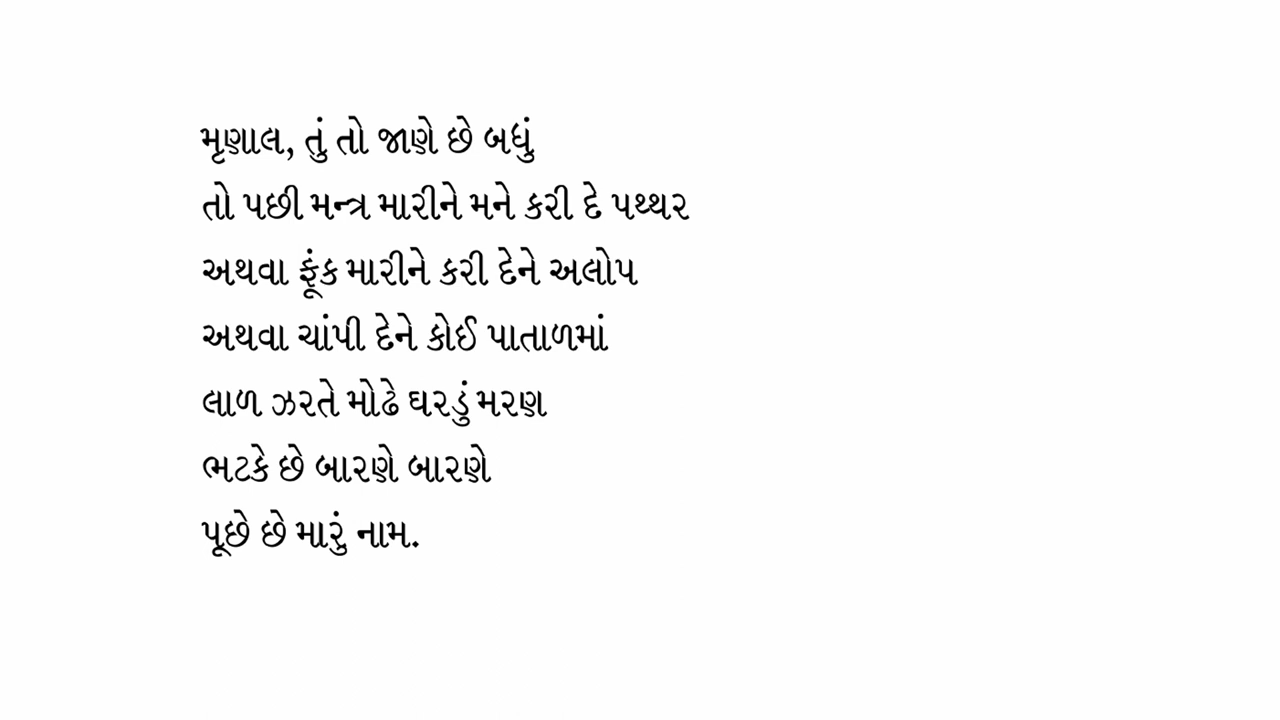 મૃણાલ, તું તો જાણે છે બધું
તો પછી મન્ત્ર મારીને મને કરી દે પથ્થર
અથવા ફૂંક મારીને કરી દેને અલોપ
અથવા ચાંપી દેને કોઈ પાતાળમાં
લાળ ઝરતે મોઢે ઘરડું મરણ
ભટકે છે બારણે બારણે
પૂછે છે મારું નામ.